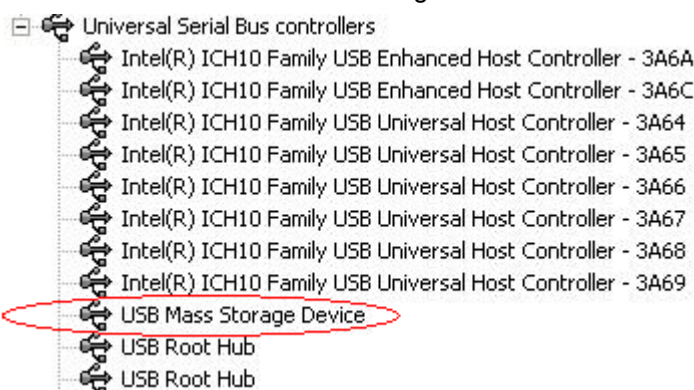 Universal Serial Bus controllers
Intel(R) ICH10 Family USB Enhanced Host Controller - 3A6A
Intel(R) ICH10 Family USB Enhanced Host Controller - 3A6C
Intel(R) ICH10 Family USB Universal Host Controller - 3A64
Intel(R) ICH10 Family USB Universal Host Controller - 3A65
Intel(R) ICH10 Family USB Universal Host Controller - 3A66
Intel(R) ICH10 Family USB Universal Host Controller - 3A67
Intel(R) ICH10 Family USB Universal Host Controller - 3A68
Intel(R) ICH10 Family USB Universal Host Controller - 3A69
USB Mass Storage Device
USB Root Hub
USB Root Hub